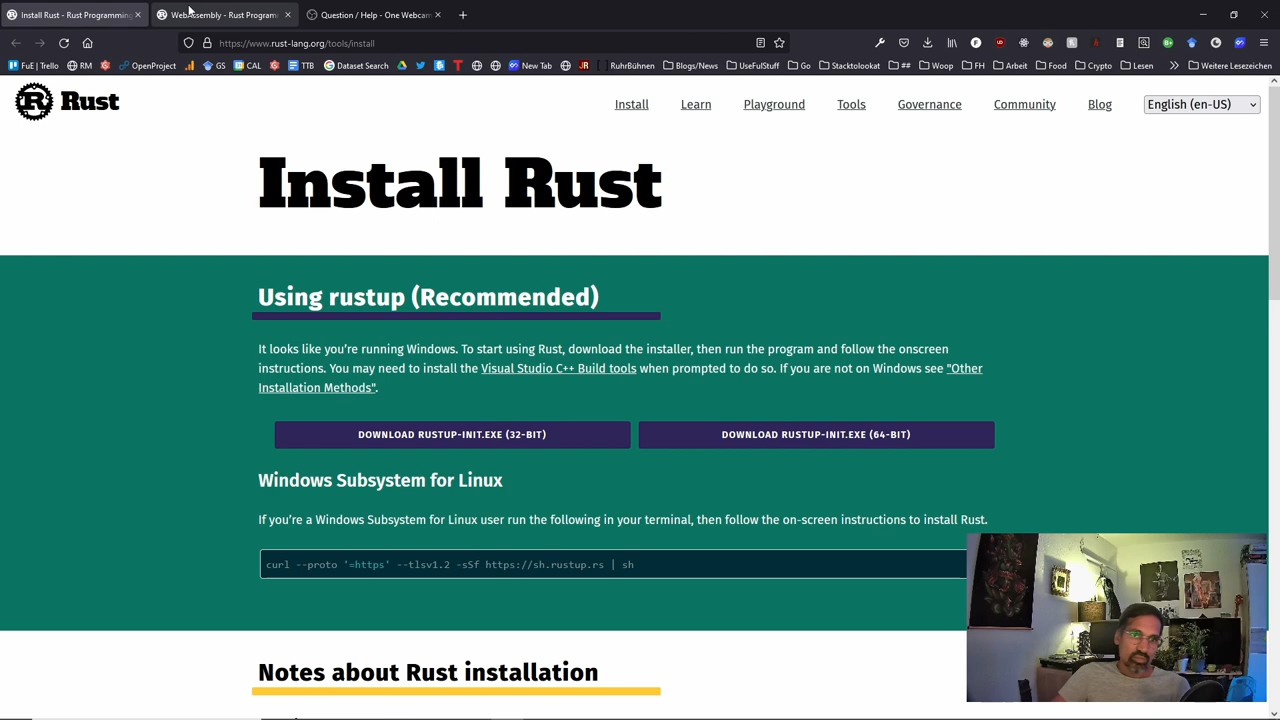 Install Rust - Rust Programming
WebAssembly - Rust Program
Question / Help - One Webcam
https://www.rust-lang.org/tools/install
FuE | Trello
RM
OpenProject
GS
CAL
TTB
Dataset Search
New Tab
RuhrBühnen
Blogs/News
UseFulStuff
Go
Stacktolookat
##
Woop
FH
Arbeit
Food
Crypto
Lesen
Weitere Lesezeichen
R Rust
Install
Learn
Playground
Tools
Governance
Community
Blog
English (en-US)
Install Rust
Using rustup (Recommended)
It looks like you’re running Windows. To start using Rust, download the installer, then run the program and follow the onscreen
instructions. You may need to install the Visual Studio C++ Build tools when prompted to do so. If you are not on Windows see "Other
Installation Methods".
DOWNLOAD RUSTUP-INIT.EXE (32-BIT)
DOWNLOAD RUSTUP-INIT.EXE (64-BIT)
Windows Subsystem for Linux
If you’re a Windows Subsystem for Linux user run the following in your terminal, then follow the on-screen instructions to install Rust.
curl --proto '=https' --tlsv1.2 -sSf https://sh.rustup.rs | sh
Notes about Rust installation